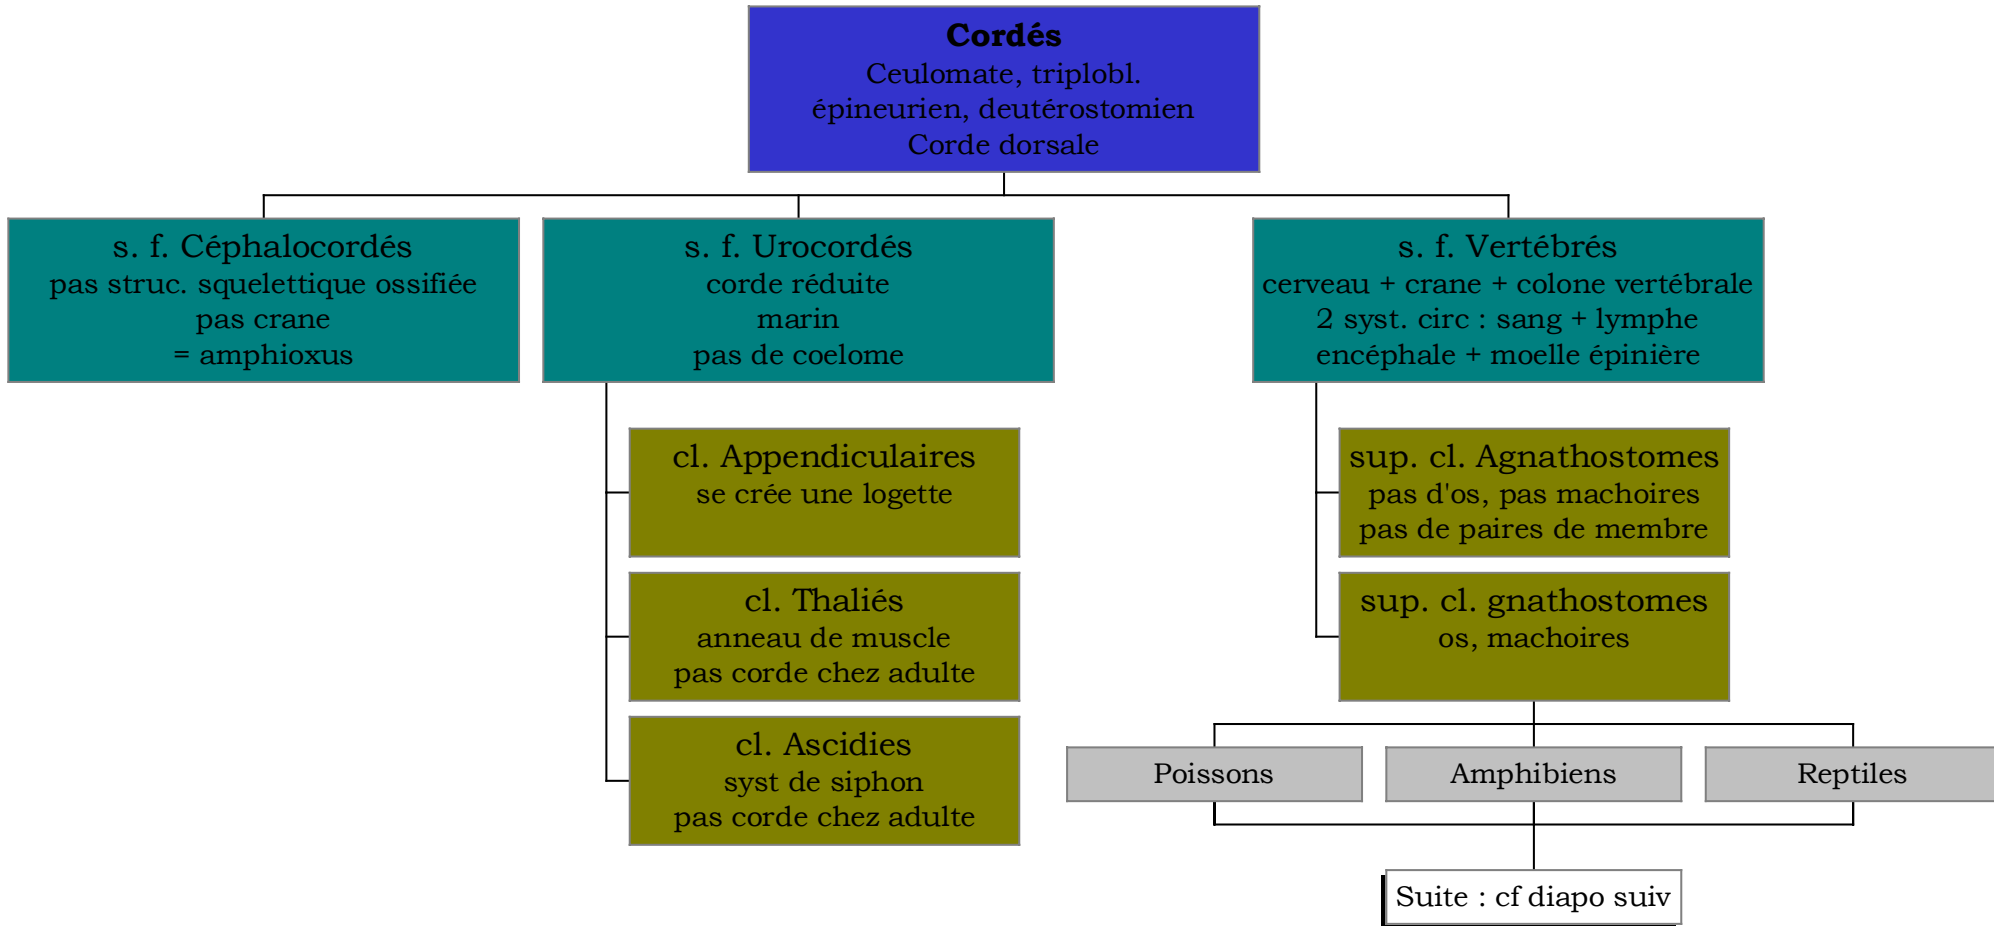 Cordés
Ceulomate, triplobl.
épineurien, deutérostomien
Corde dorsale
s. f. Céphalocordés
pas struc. squelettique ossifiée
pas crane
= amphioxus
s. f. Urocordés
corde réduite
marin
pas de coelome
s. f. Vertébrés
cerveau + crane + colone vertébrale
2 syst. circ : sang + lymphe
encéphale + moelle épinière
cl. Appendiculaires
se crée une logette
cl. Thaliés
anneau de muscle
pas corde chez adulte
cl. Ascidies
syst de siphon
pas corde chez adulte
sup. cl. Agnathostomes
pas d'os, pas machoires
pas de paires de membre
sup. cl. gnathostomes
os, machoires
Poissons
Amphibiens
Reptiles
Suite : cf diapo suiv